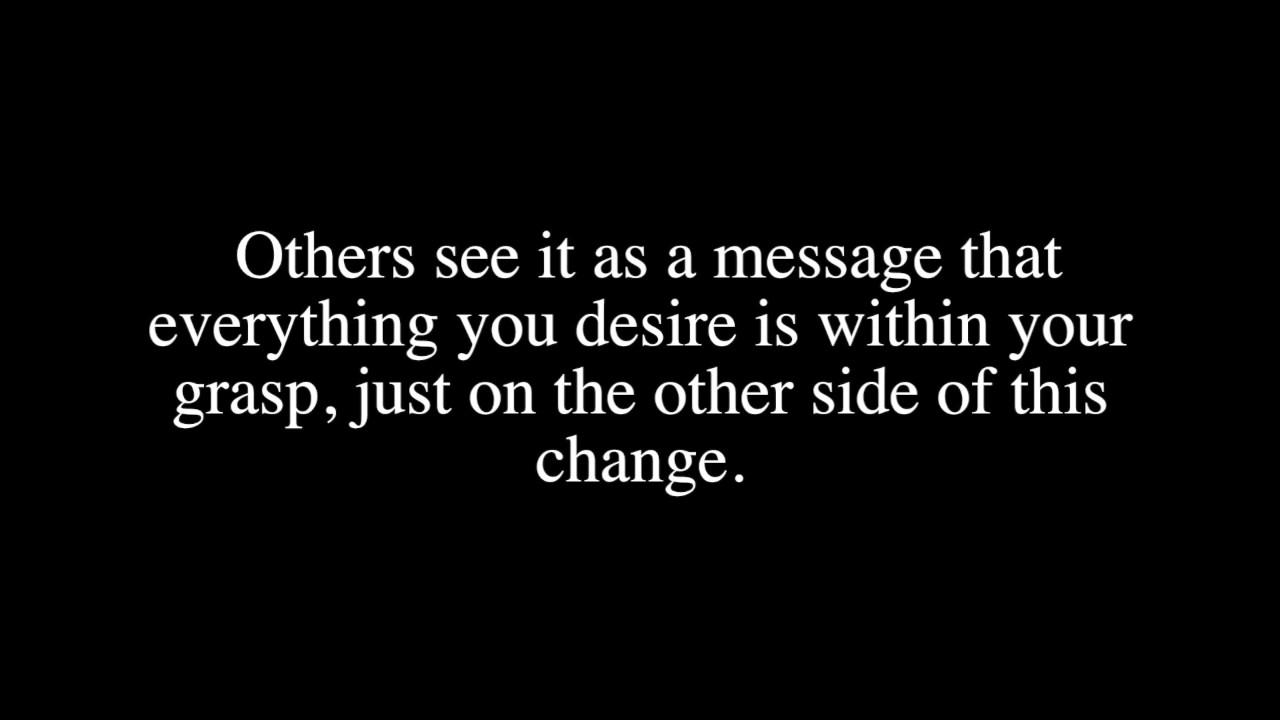 Others see it as a message that
everything you desire is within your
grasp, just on the other side of this
change.